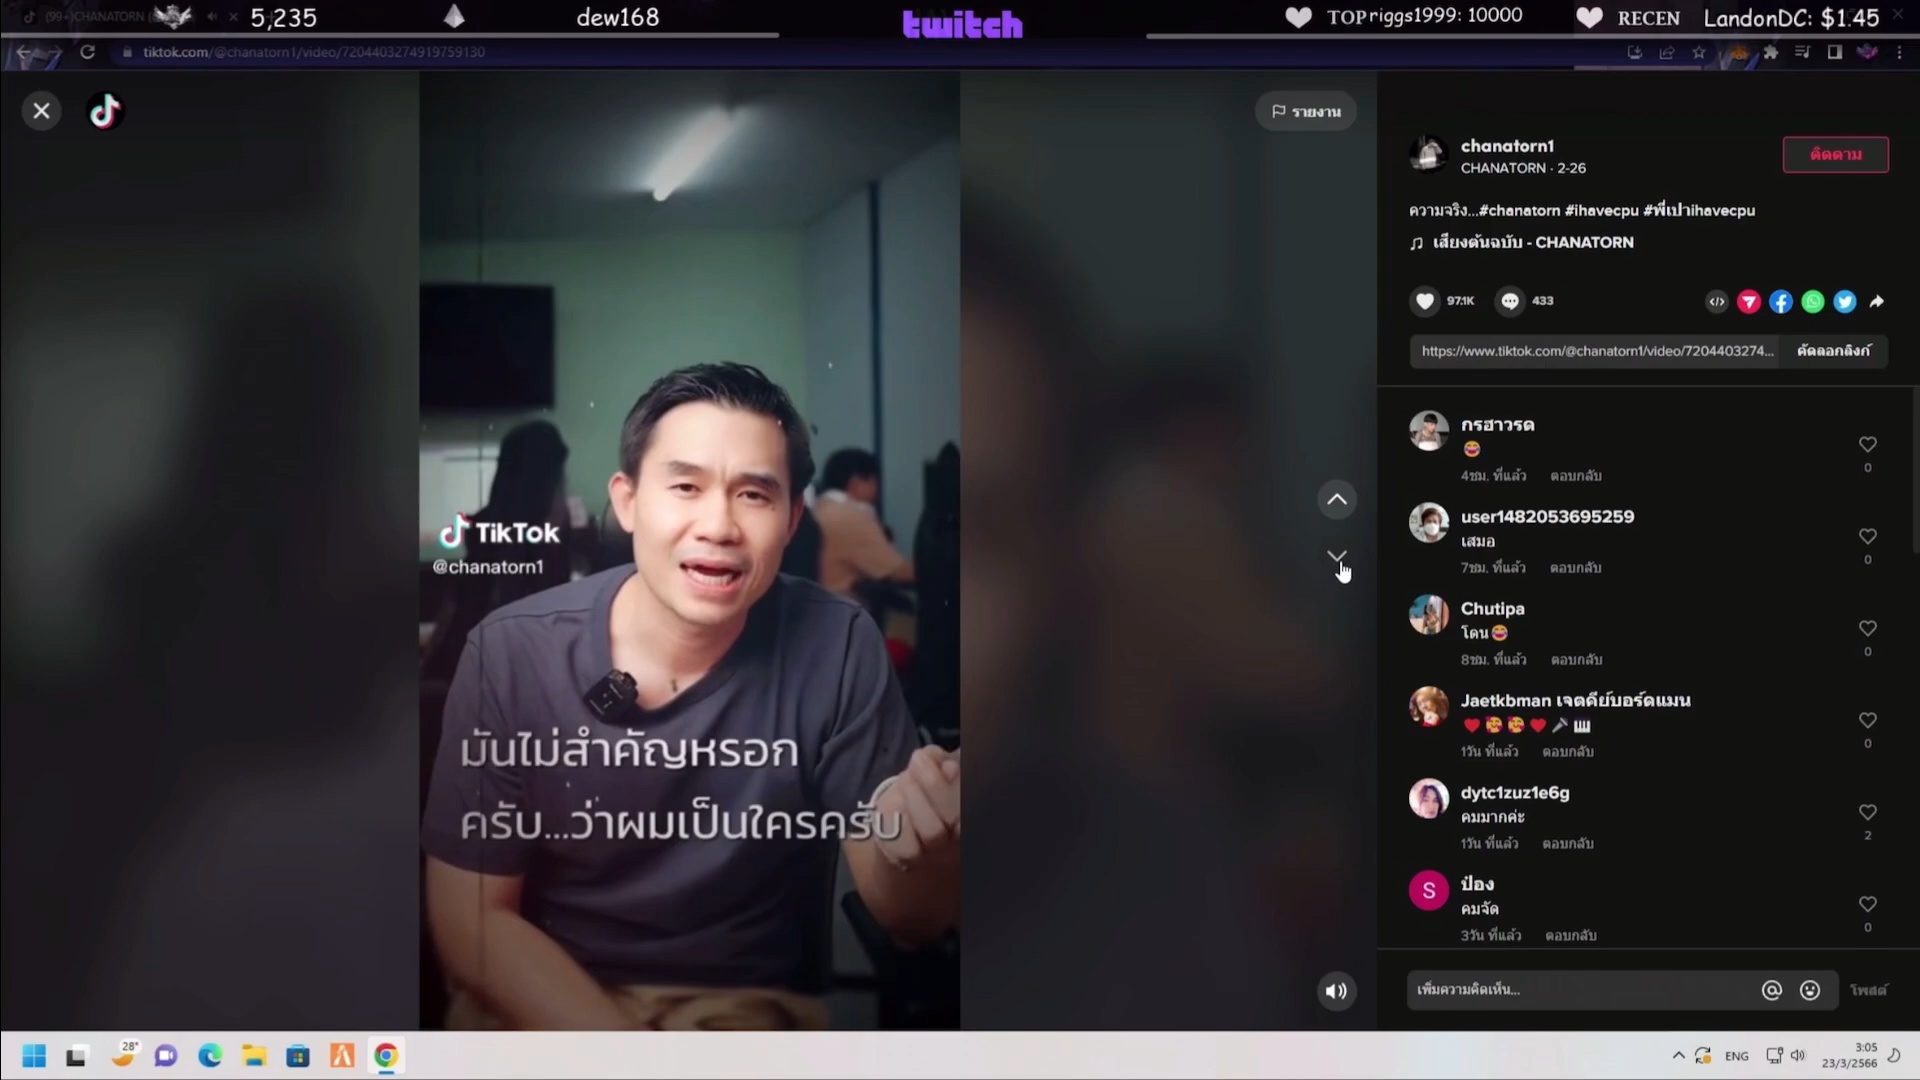 (99+)CHANATORN
5,235
dew168
twitch
TOP riggs1999: 10000
RECEN
LandonDC: $1.45
tiktok.com/@chanatorn1/video/7204403274919759130
รายงาน
TikTok
@chanatorn1
มันไม่สำคัญหรอก
ครับ...ว่าผมเป็นใครครับ
chanatorn1
CHANATORN · 2-26
ติดตาม
ความจริง...#chanatorn #ihavecpu #พี่เปาihavecpu
เสียงต้นฉบับ - CHANATORN
97.1K
433
https://www.tiktok.com/@chanatorn1/video/7204403274...
คัดลอกลิงก์
กรฮาวรด
4ชม. ที่แล้ว ตอบกลับ
0
user1482053695259
เสมอ
7ชม. ที่แล้ว ตอบกลับ
0
Chutipa
โดน
8ชม. ที่แล้ว ตอบกลับ
0
Jaetkbman เจตคีย์บอร์ดแมน
1วัน ที่แล้ว ตอบกลับ
0
dytc1zuz1e6g
คมมากค่ะ
1วัน ที่แล้ว ตอบกลับ
2
S
ป๋อง
คมจัด
3วัน ที่แล้ว ตอบกลับ
0
เพิ่มความคิดเห็น...
โพสต์
28°
ENG
3:05
23/3/2566